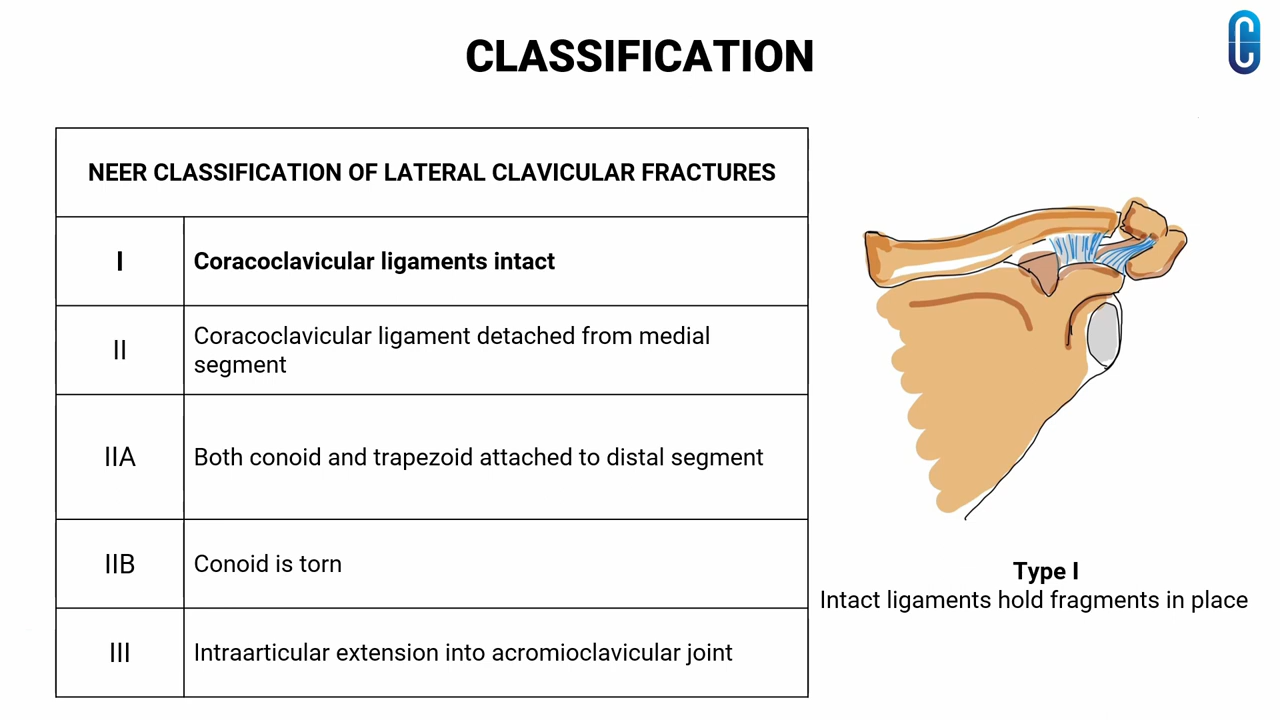 CLASSIFICATION
NEER CLASSIFICATION OF LATERAL CLAVICULAR FRACTURES
I
Coracoclavicular ligaments intact
II
Coracoclavicular ligament detached from medial
segment
IIA
Both conoid and trapezoid attached to distal segment
IIB
Conoid is torn
III
Intraarticular extension into acromioclavicular joint
Type I
Intact ligaments hold fragments in place